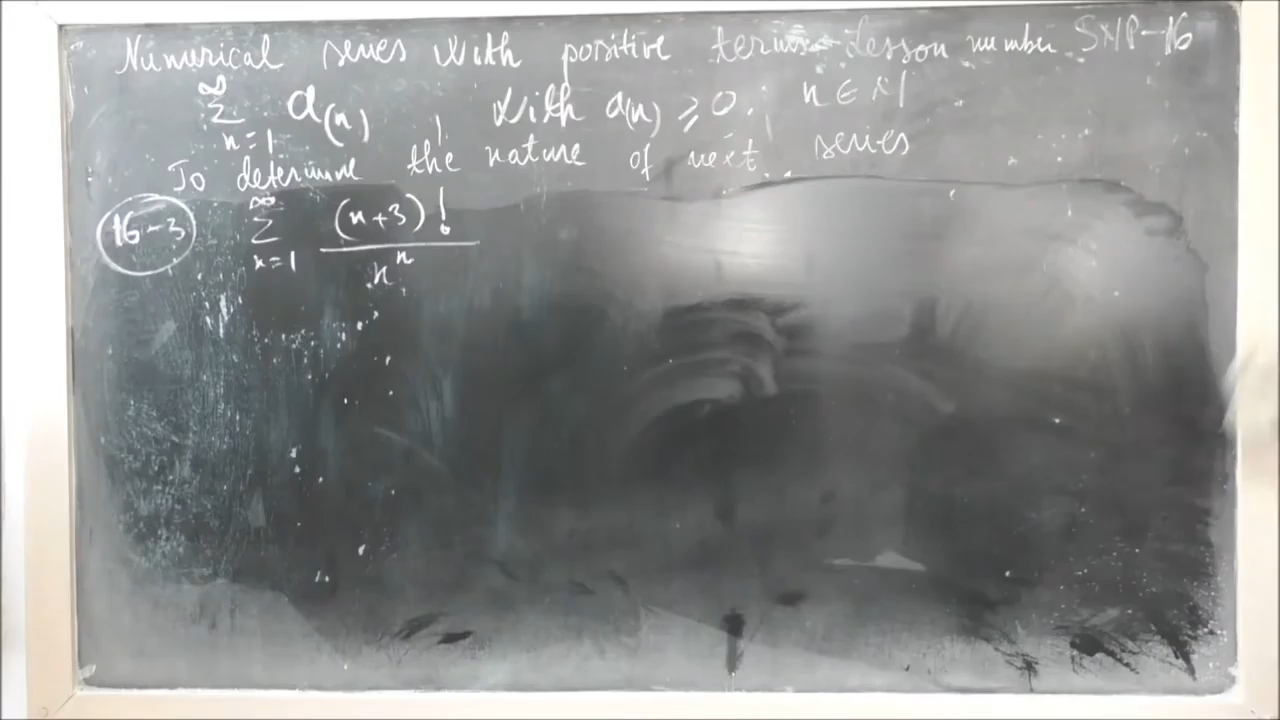 Numerical series with positive terms - Lesson number SNP-16
∞
Σ a(n) , with a(n) ⩾ 0, n ∈ ℕ
n=1
To determine the nature of next series
16-3 ∞
Σ (n+3)! / n^n
n=1